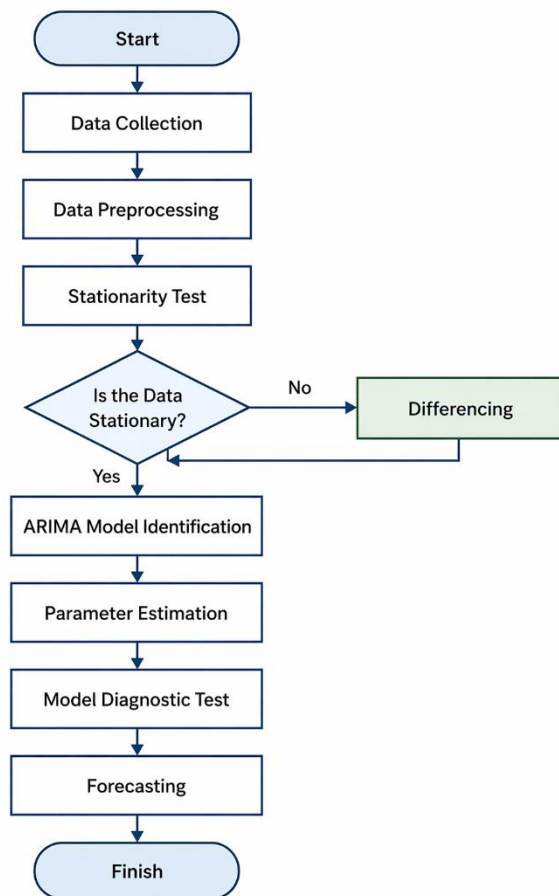 Start
Data Collection
Data Preprocessing
Stationarity Test
Is the Data
Stationary?
No
Differencing
Yes
ARIMA Model Identification
Parameter Estimation
Model Diagnostic Test
Forecasting
Finish